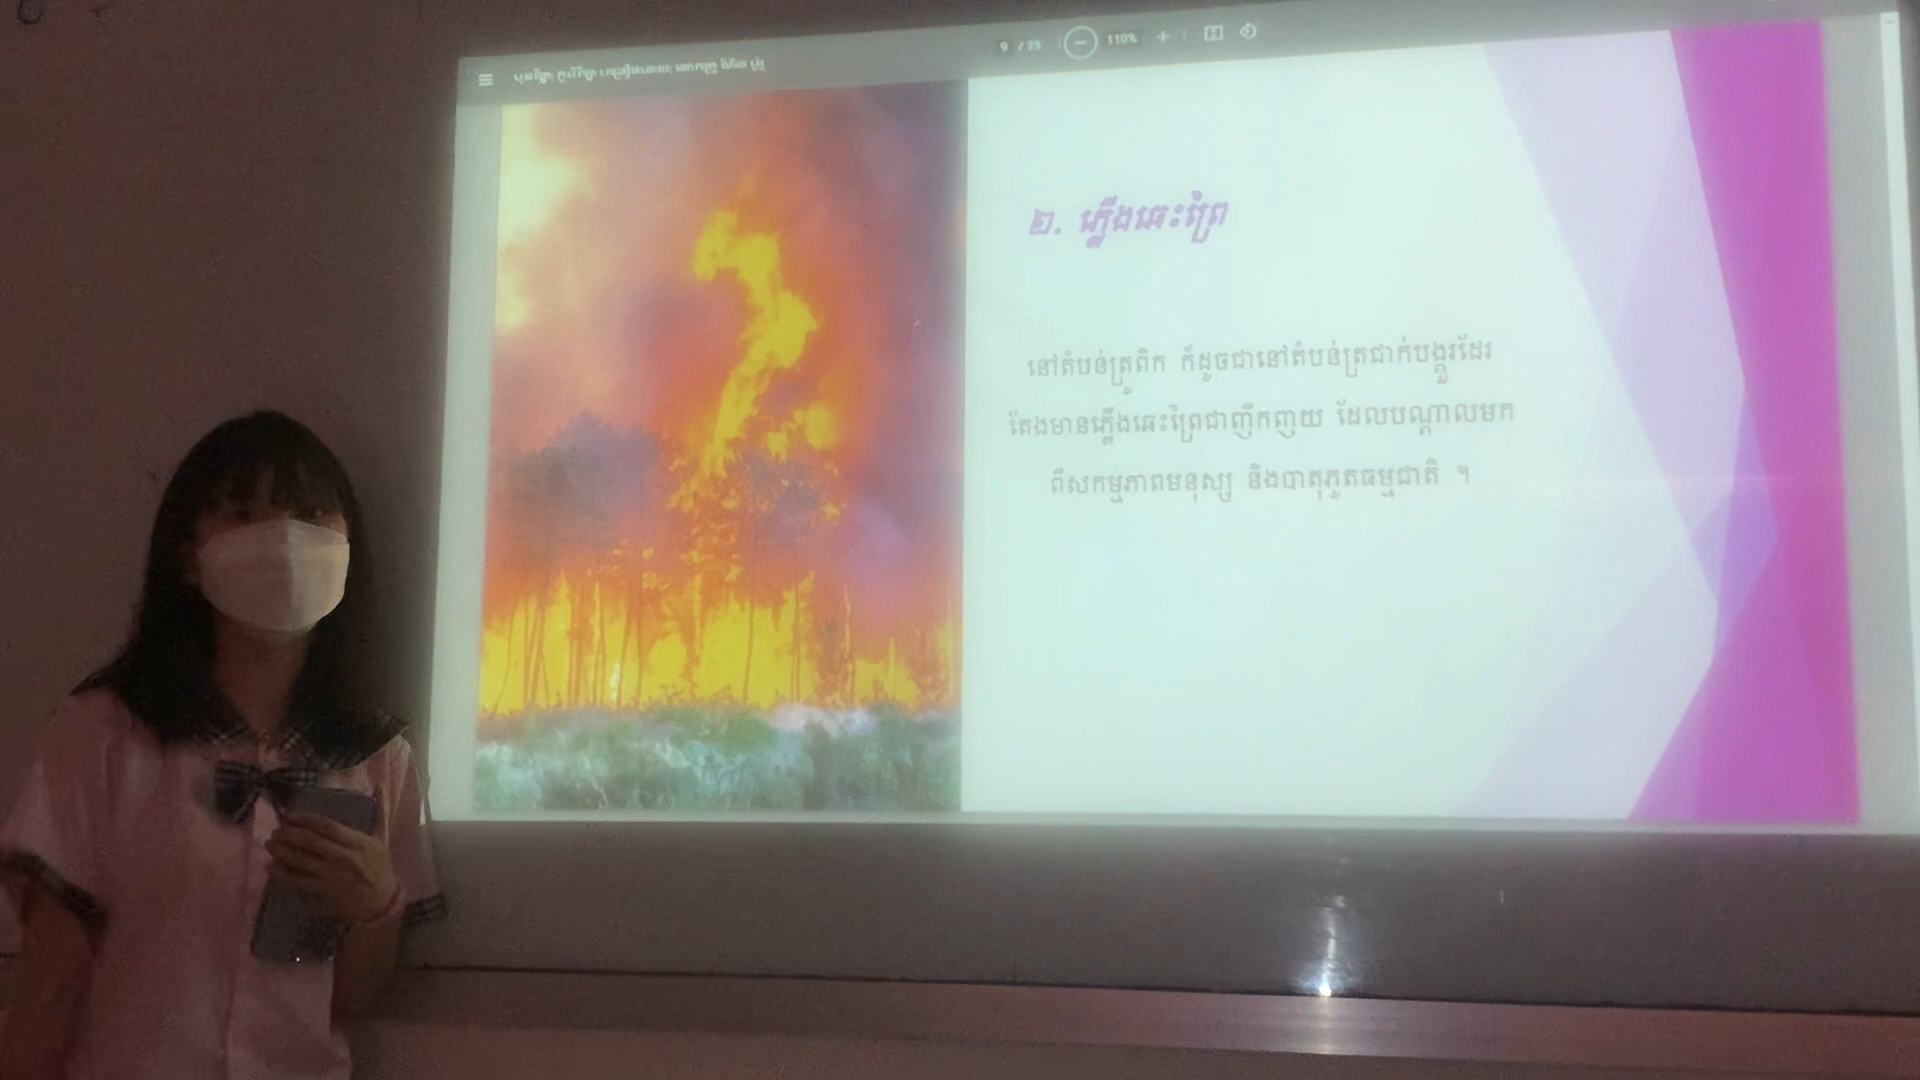 9 / 29
110%
២. ភ្លើងឆេះព្រៃ
នៅតំបន់ត្រូពិក ក៏ដូចជានៅតំបន់ត្រជាក់បង្គួរដែរ
តែងមានភ្លើងឆេះព្រៃជាញឹកញយ ដែលបណ្តាលមក
ពីសកម្មភាពមនុស្ស និងបាតុភូតធម្មជាតិ ។